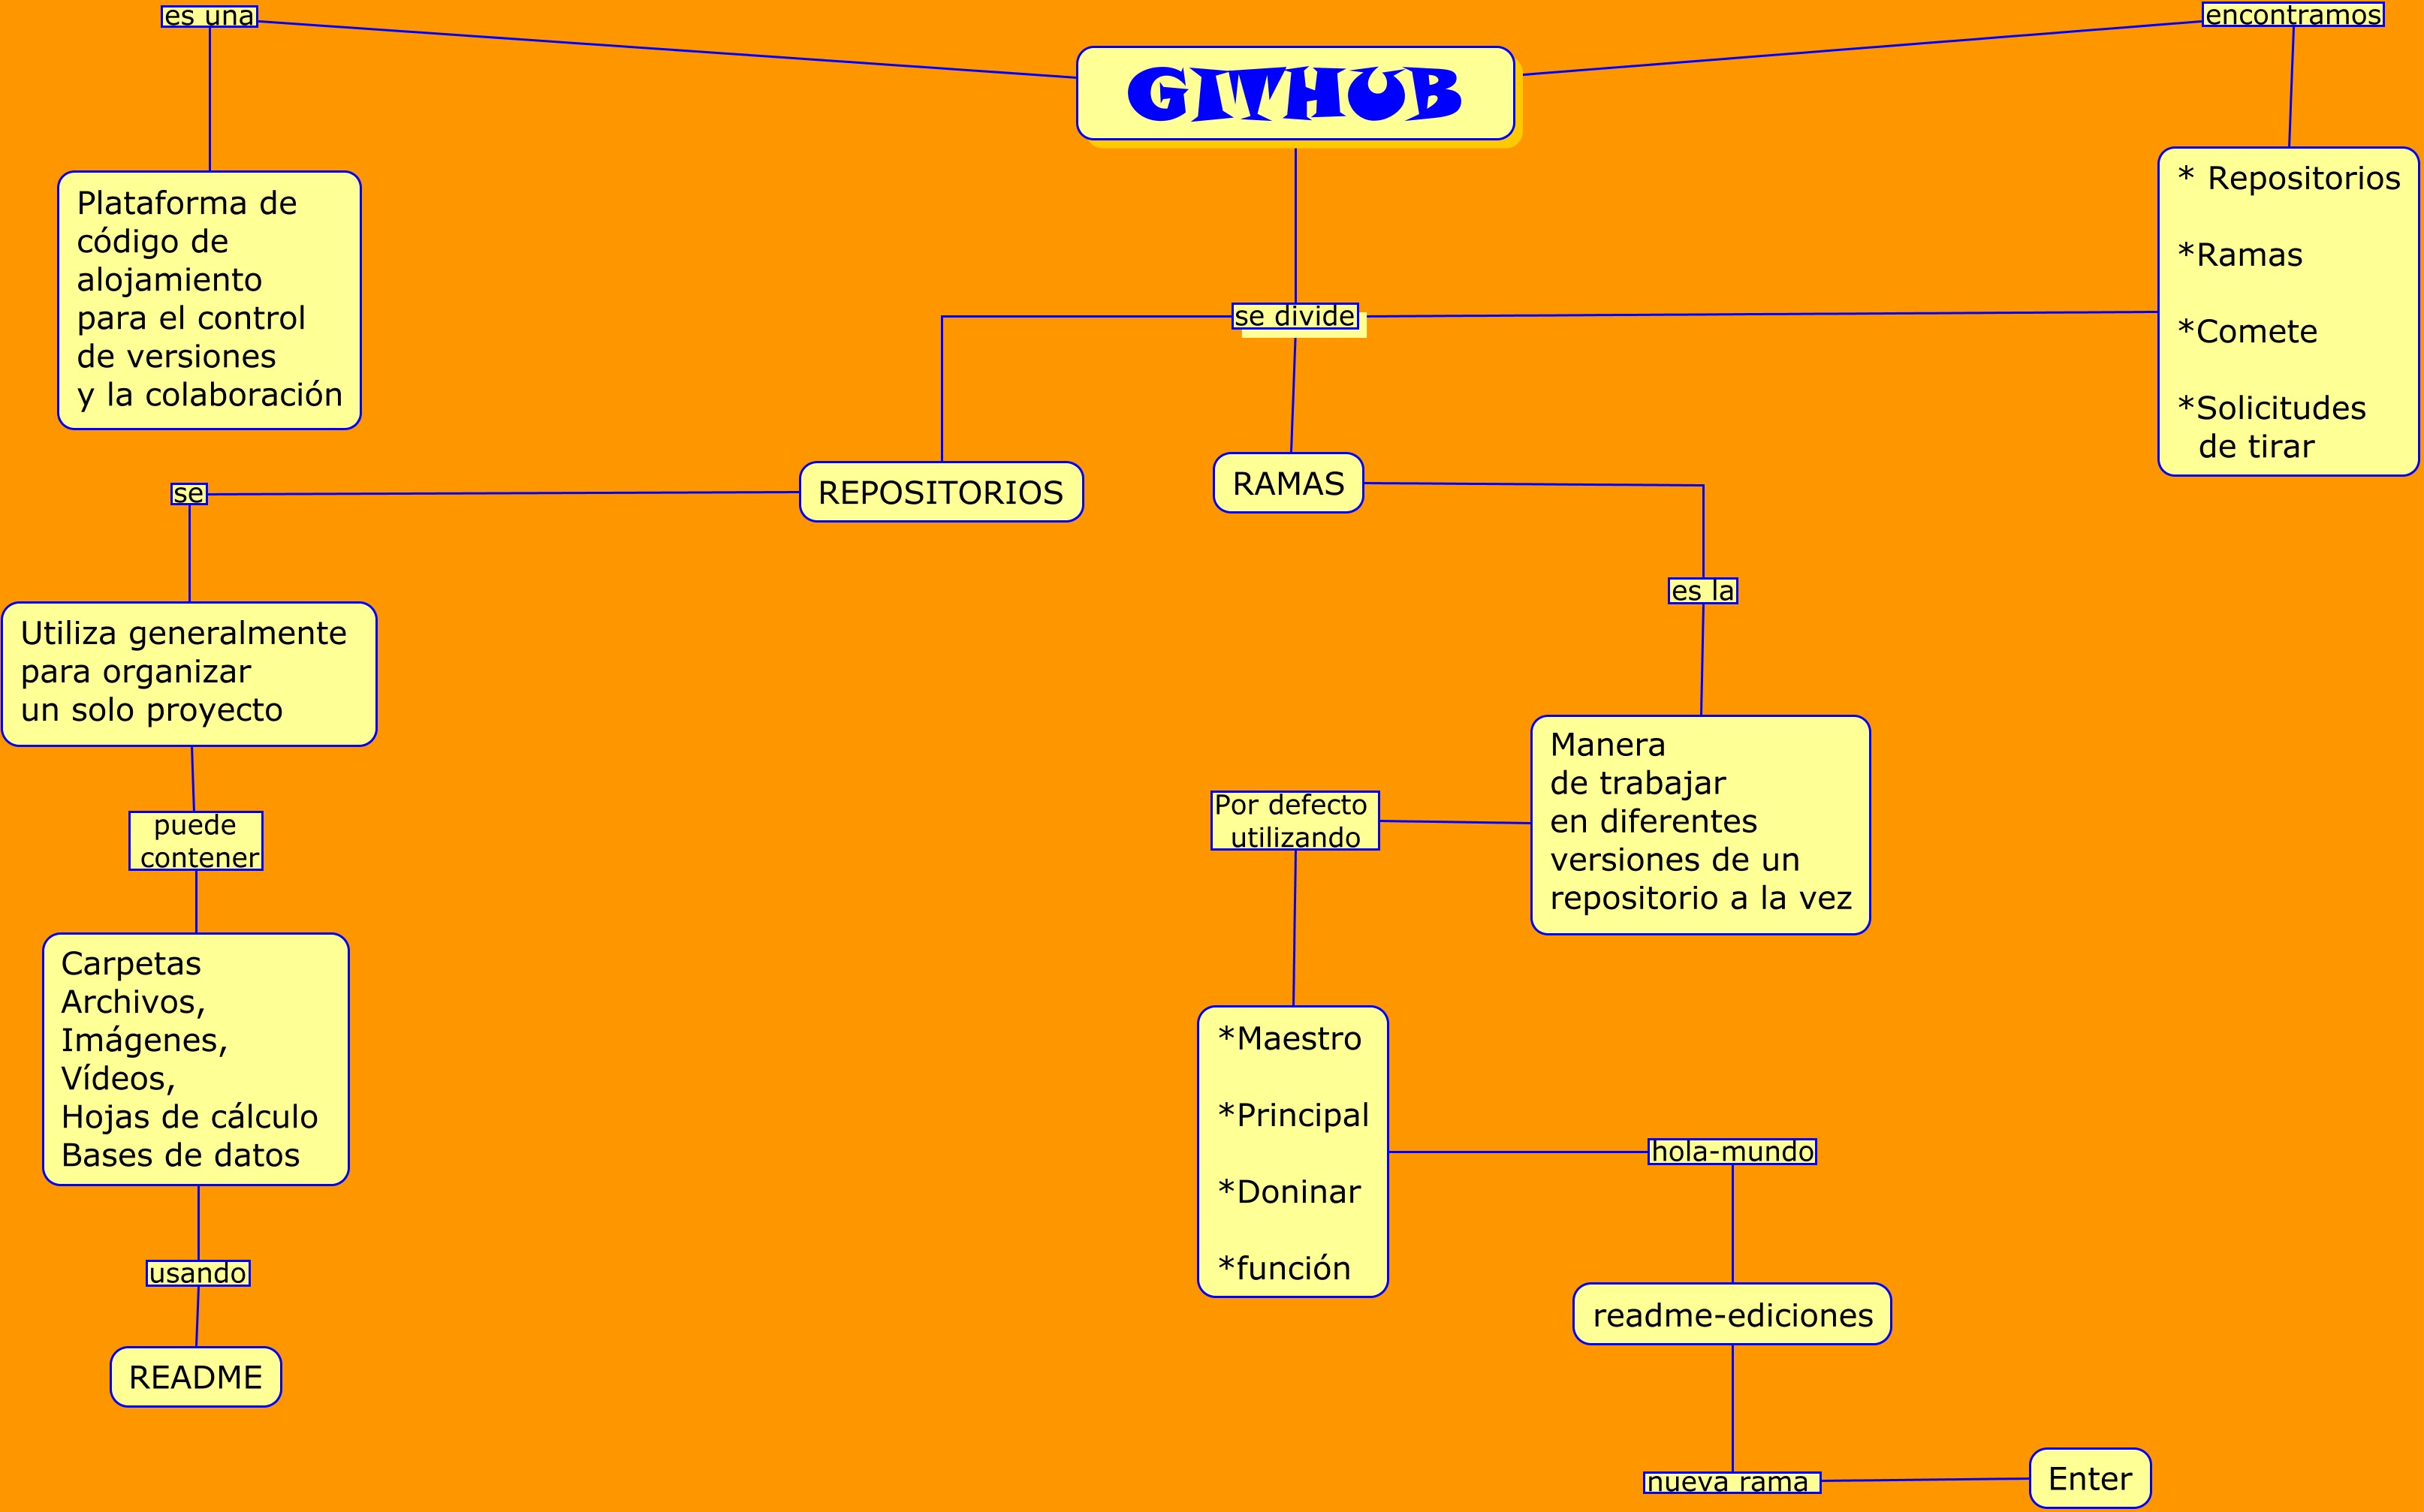 es una
encontramos
GITHUB
* Repositorios
*Ramas
*Comete
*Solicitudes
de tirar
Plataforma de
código de
alojamiento
para el control
de versiones
y la colaboración
se divide
REPOSITORIOS
RAMAS
se
es la
Utiliza generalmente
para organizar
un solo proyecto
Manera
de trabajar
en diferentes
versiones de un
repositorio a la vez
Por defecto
utilizando
puede
contener
Carpetas
Archivos,
Imágenes,
Vídeos,
Hojas de cálculo
Bases de datos
*Maestro
*Principal
*Doninar
*función
hola-mundo
usando
readme-ediciones
README
nueva rama
Enter